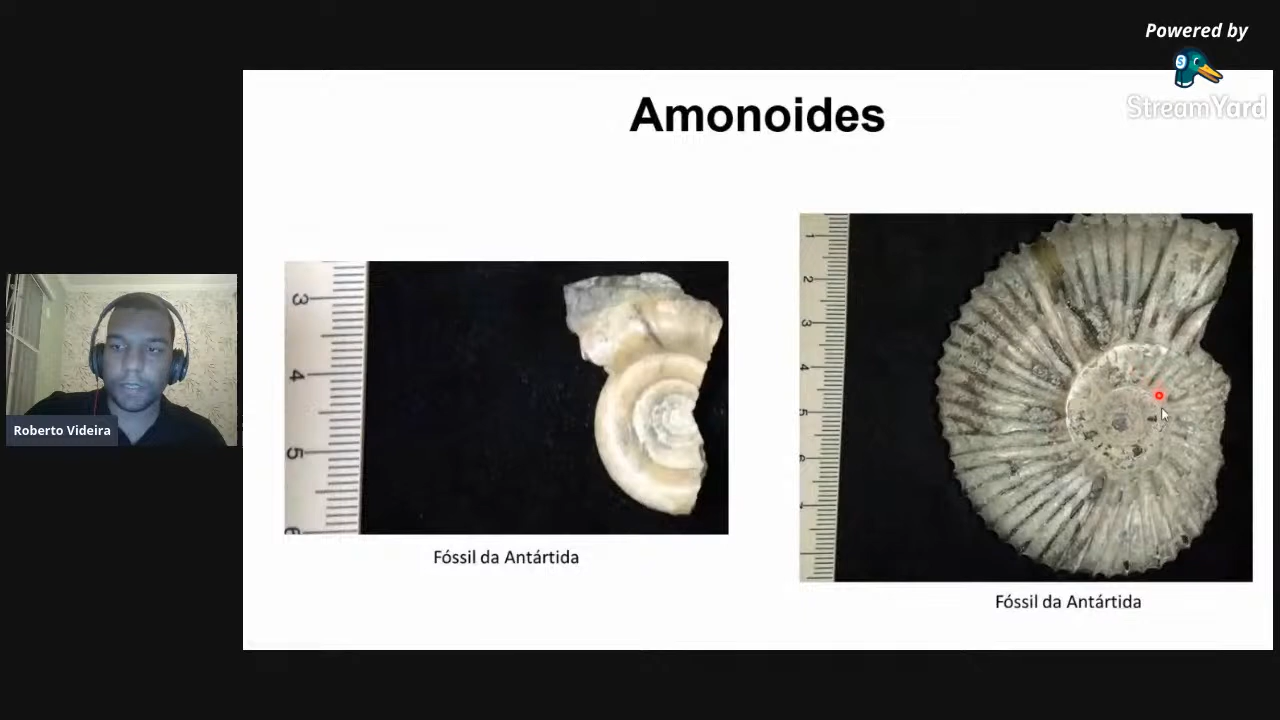 Powered by
StreamYard
Amonoides
3
4
5
6
Fóssil da Antártida
1
2
3
4
5
6
7
Fóssil da Antártida
Roberto Videira